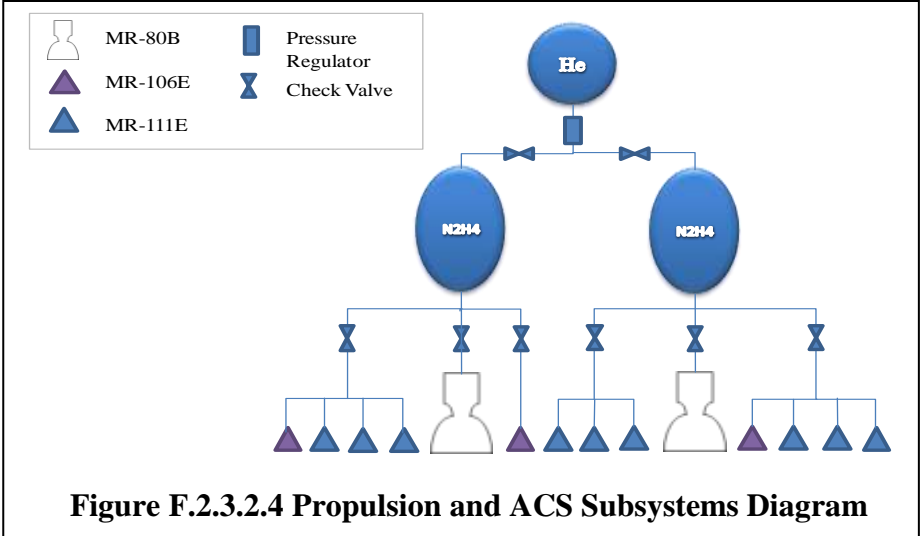 MR-80B
MR-106E
MR-111E
Pressure
Regulator
Check Valve
He
N2H4
N2H4
Figure F.2.3.2.4 Propulsion and ACS Subsystems Diagram